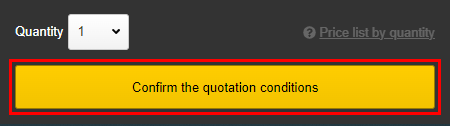 Quantity 1 Price list by quantity
Confirm the quotation conditions